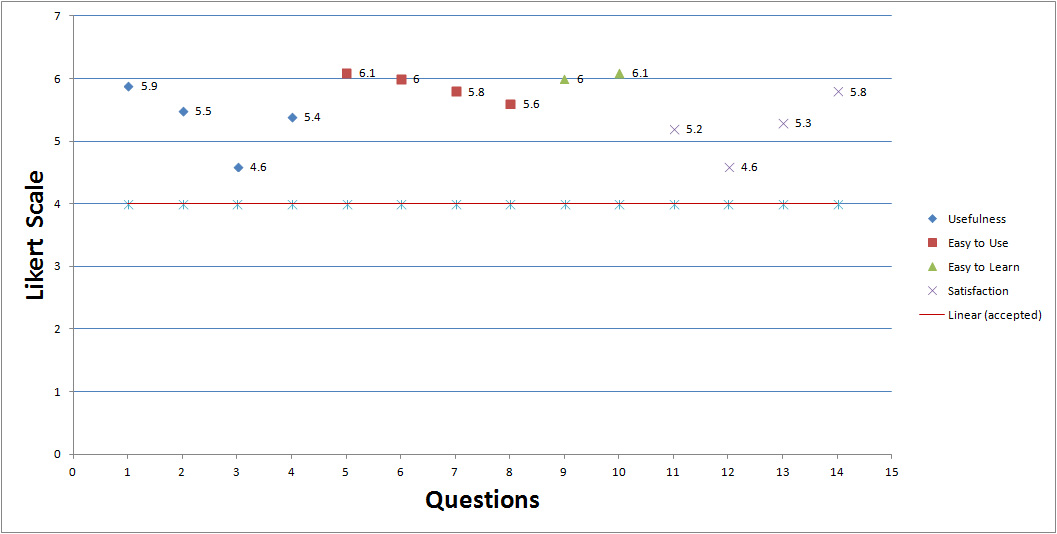 7
6
5
4
3
2
1
0
Likert Scale
5.9
5.5
4.6
5.4
6.1
6
5.8
5.6
6
6.1
5.2
4.6
5.3
5.8
0 1 2 3 4 5 6 7 8 9 10 11 12 13 14 15
Questions
Usefulness
Easy to Use
Easy to Learn
Satisfaction
Linear (accepted)